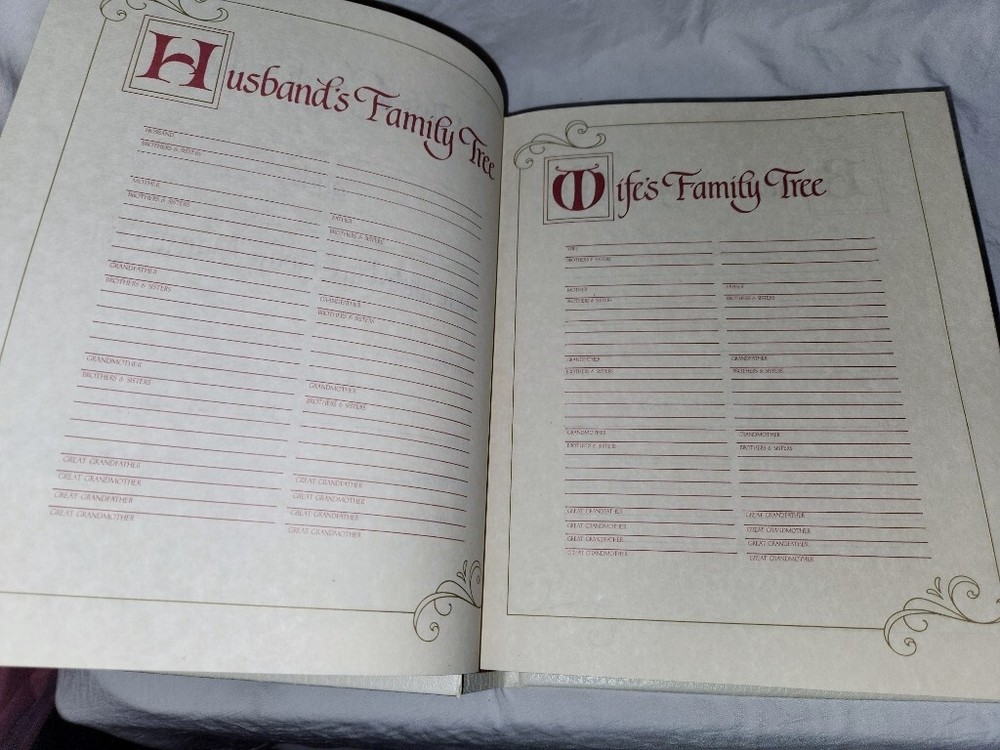 Husband's Family Tree
HUSBAND
BROTHERS & SISTERS
MOTHER
BROTHERS & SISTERS
GRANDFATHER
BROTHERS & SISTERS
GRANDMOTHER
BROTHERS & SISTERS
GREAT GRANDFATHER
GREAT GRANDMOTHER
GREAT GRANDFATHER
GREAT GRANDMOTHER
FATHER
BROTHERS & SISTERS
GRANDFATHER
BROTHERS & SISTERS
GRANDMOTHER
BROTHERS & SISTERS
GREAT GRANDFATHER
GREAT GRANDMOTHER
GREAT GRANDFATHER
GREAT GRANDMOTHER
Wife's Family Tree
WIFE
BROTHERS & SISTERS
MOTHER
BROTHERS & SISTERS
GRANDFATHER
BROTHERS & SISTERS
GRANDMOTHER
BROTHERS & SISTERS
GREAT GRANDFATHER
GREAT GRANDMOTHER
GREAT GRANDFATHER
GREAT GRANDMOTHER
FATHER
BROTHERS & SISTERS
GRANDFATHER
BROTHERS & SISTERS
GRANDMOTHER
BROTHERS & SISTERS
GREAT GRANDFATHER
GREAT GRANDMOTHER
GREAT GRANDFATHER
GREAT GRANDMOTHER